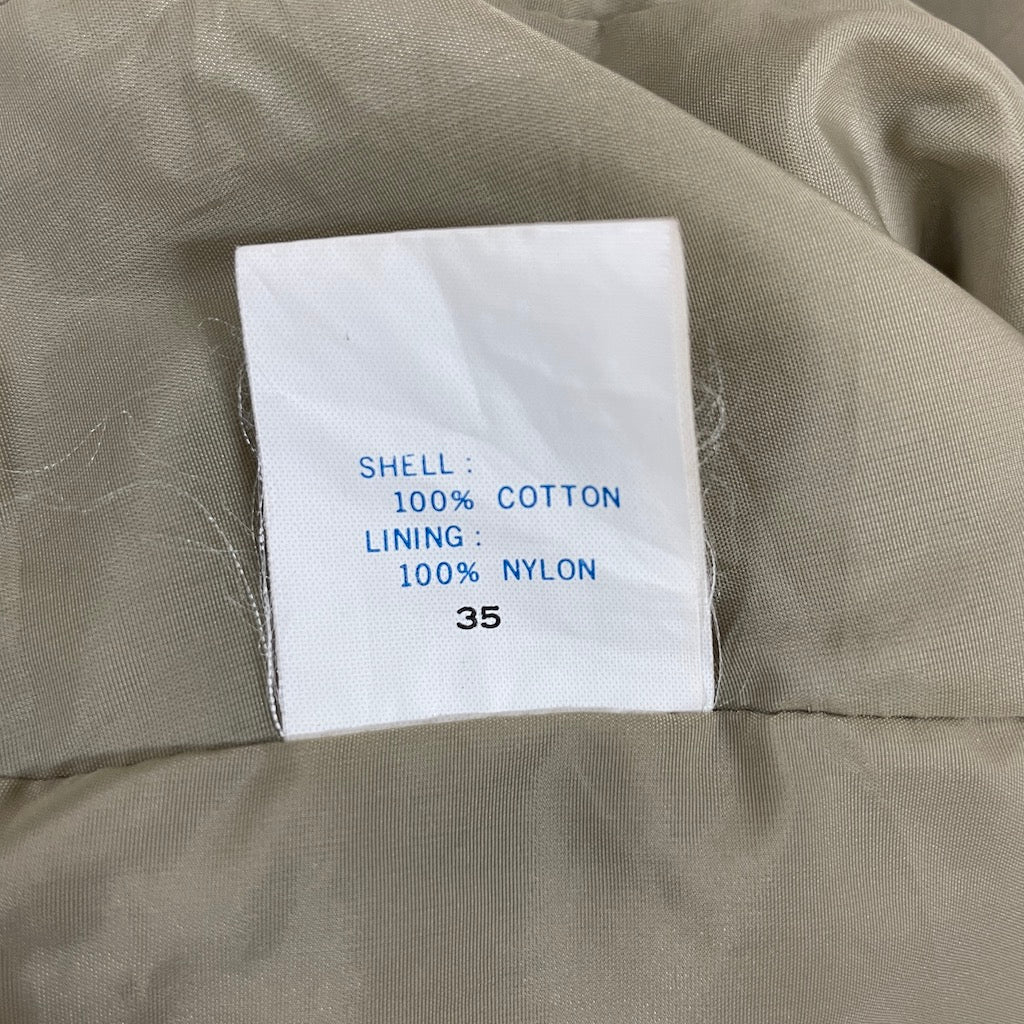 SHELL :
100% COTTON
LINING :
100% NYLON
35